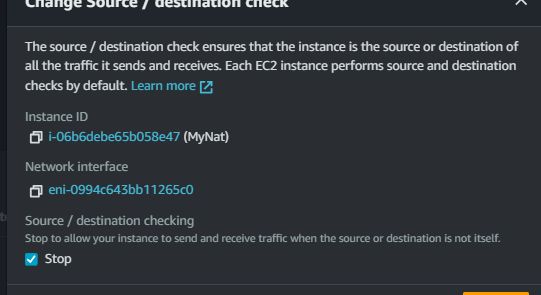 Change Source / destination check
The source / destination check ensures that the instance is the source or destination of
all the traffic it sends and receives. Each EC2 instance performs source and destination
checks by default. Learn more
Instance ID
i-06b6debe65b058e47 (MyNat)
Network interface
eni-0994c643bb11265c0
Source / destination checking
Stop to allow your instance to send and receive traffic when the source or destination is not itself.
Stop